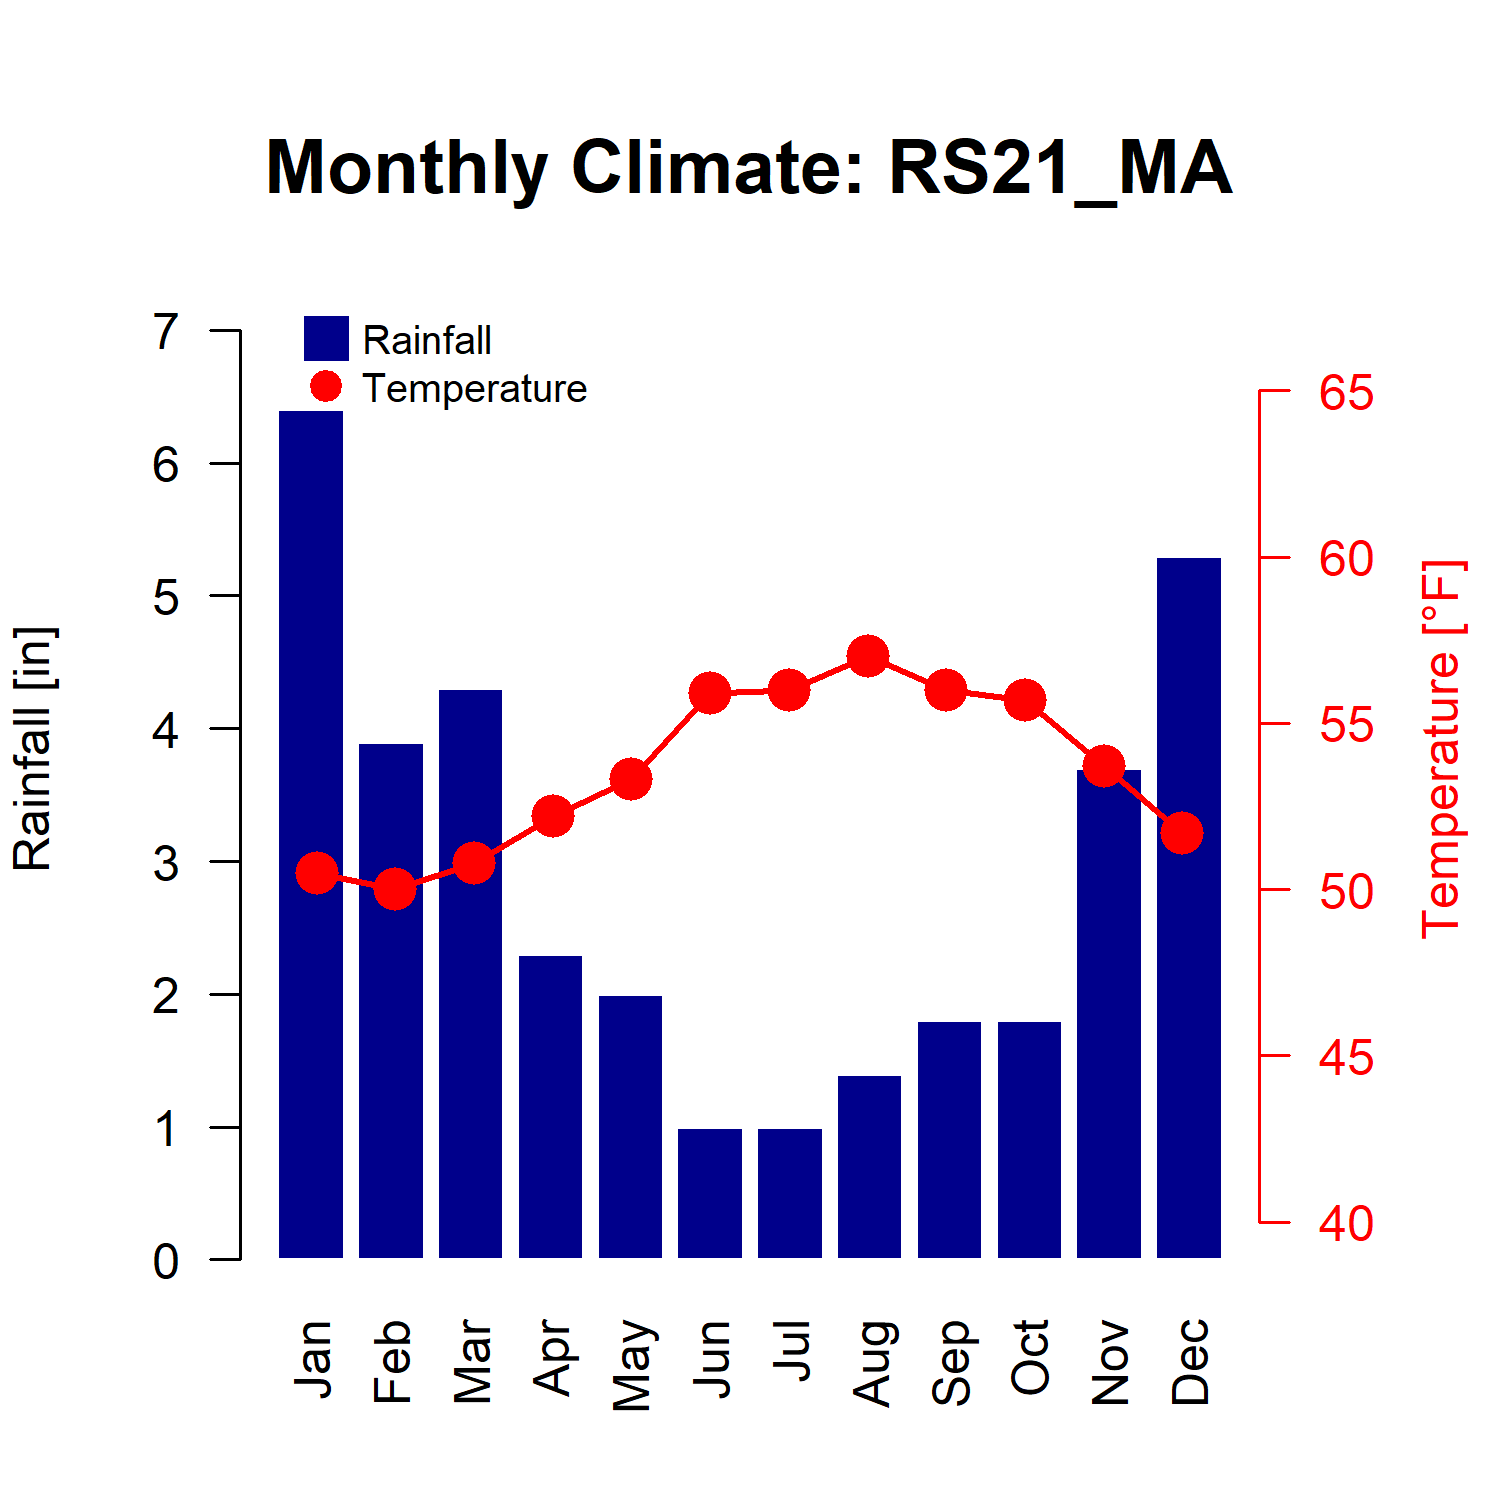 Monthly Climate: RS21_MA
Rainfall
Temperature
7
6
5
4
3
2
1
0
Rainfall [in]
65
60
55
50
45
40
Temperature [°F]
Jan Feb Mar Apr May Jun Jul Aug Sep Oct Nov Dec